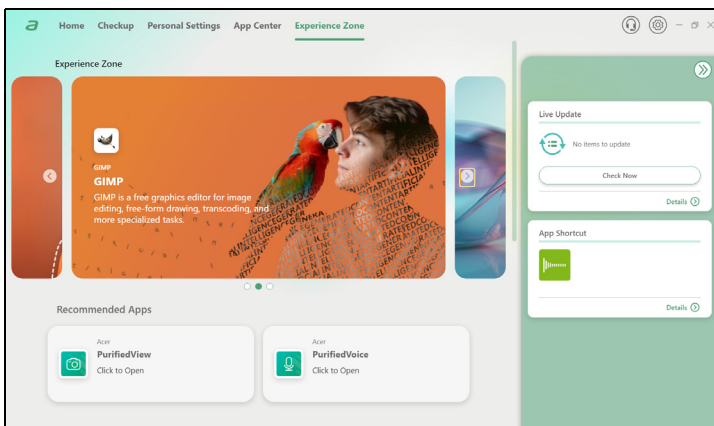 a
Home Checkup Personal Settings App Center Experience Zone
Experience Zone
GIMP
GIMP
GIMP is a free graphics editor for image
editing, free-form drawing, transcoding, and
more specialized tasks.
Recommended Apps
Acer
PurifiedView
Click to Open
Acer
PurifiedVoice
Click to Open
Live Update
No items to update
Check Now
Details
App Shortcut
Details